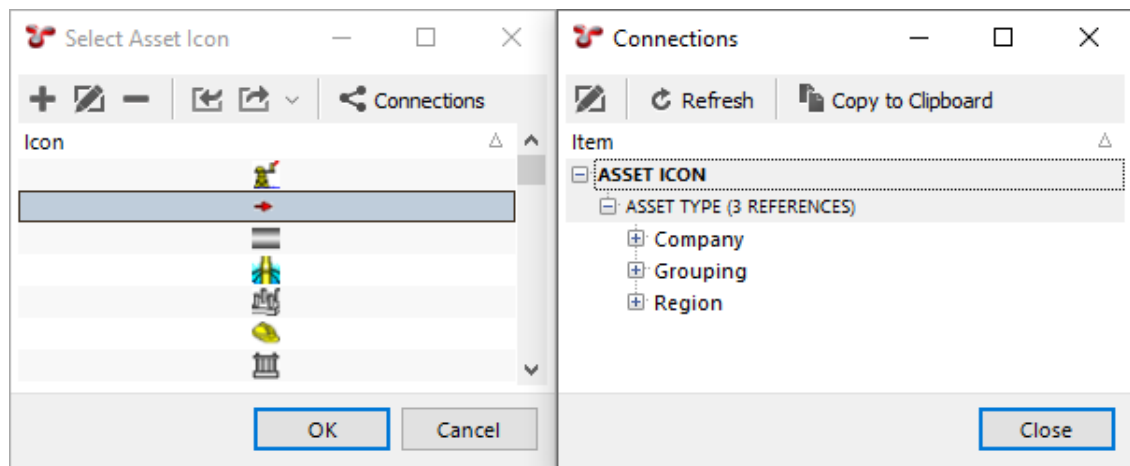 Select Asset Icon
Connections
Icon
OK
Cancel
Connections
Refresh
Copy to Clipboard
Item
ASSET ICON
ASSET TYPE (3 REFERENCES)
Company
Grouping
Region
Close